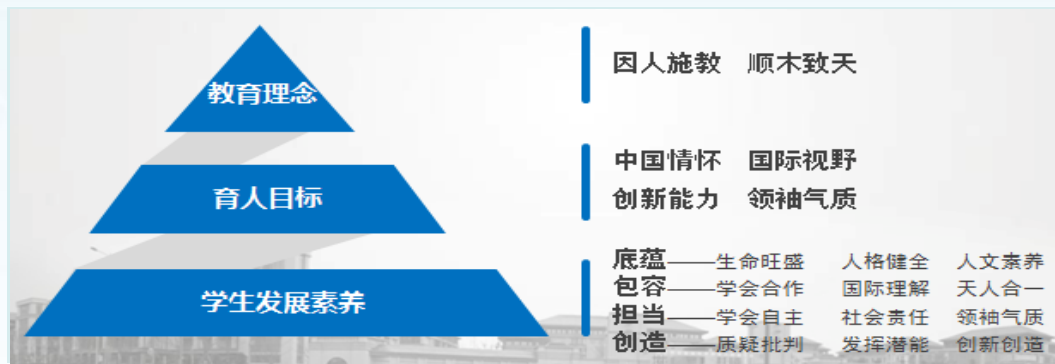 教育理念
因人施教 顺木致天
育人目标
中国情怀 国际视野
创新能力 领袖气质
学生发展素养
底蕴——生命旺盛 人格健全 人文素养
包容——学会合作 国际理解 天人合一
担当——学会自主 社会责任 领袖气质
创造——质疑批判 发挥潜能 创新创造